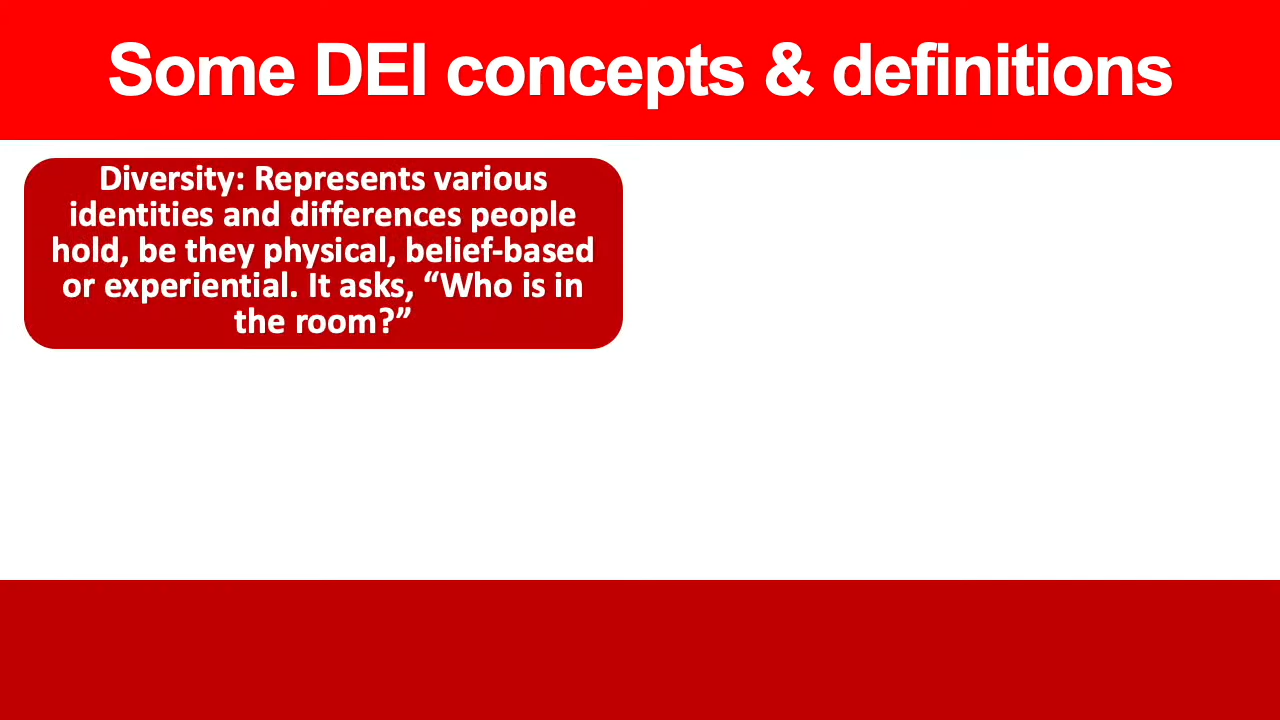 Some DEI concepts & definitions
Diversity: Represents various
identities and differences people
hold, be they physical, belief-based
or experiential. It asks, “Who is in
the room?”